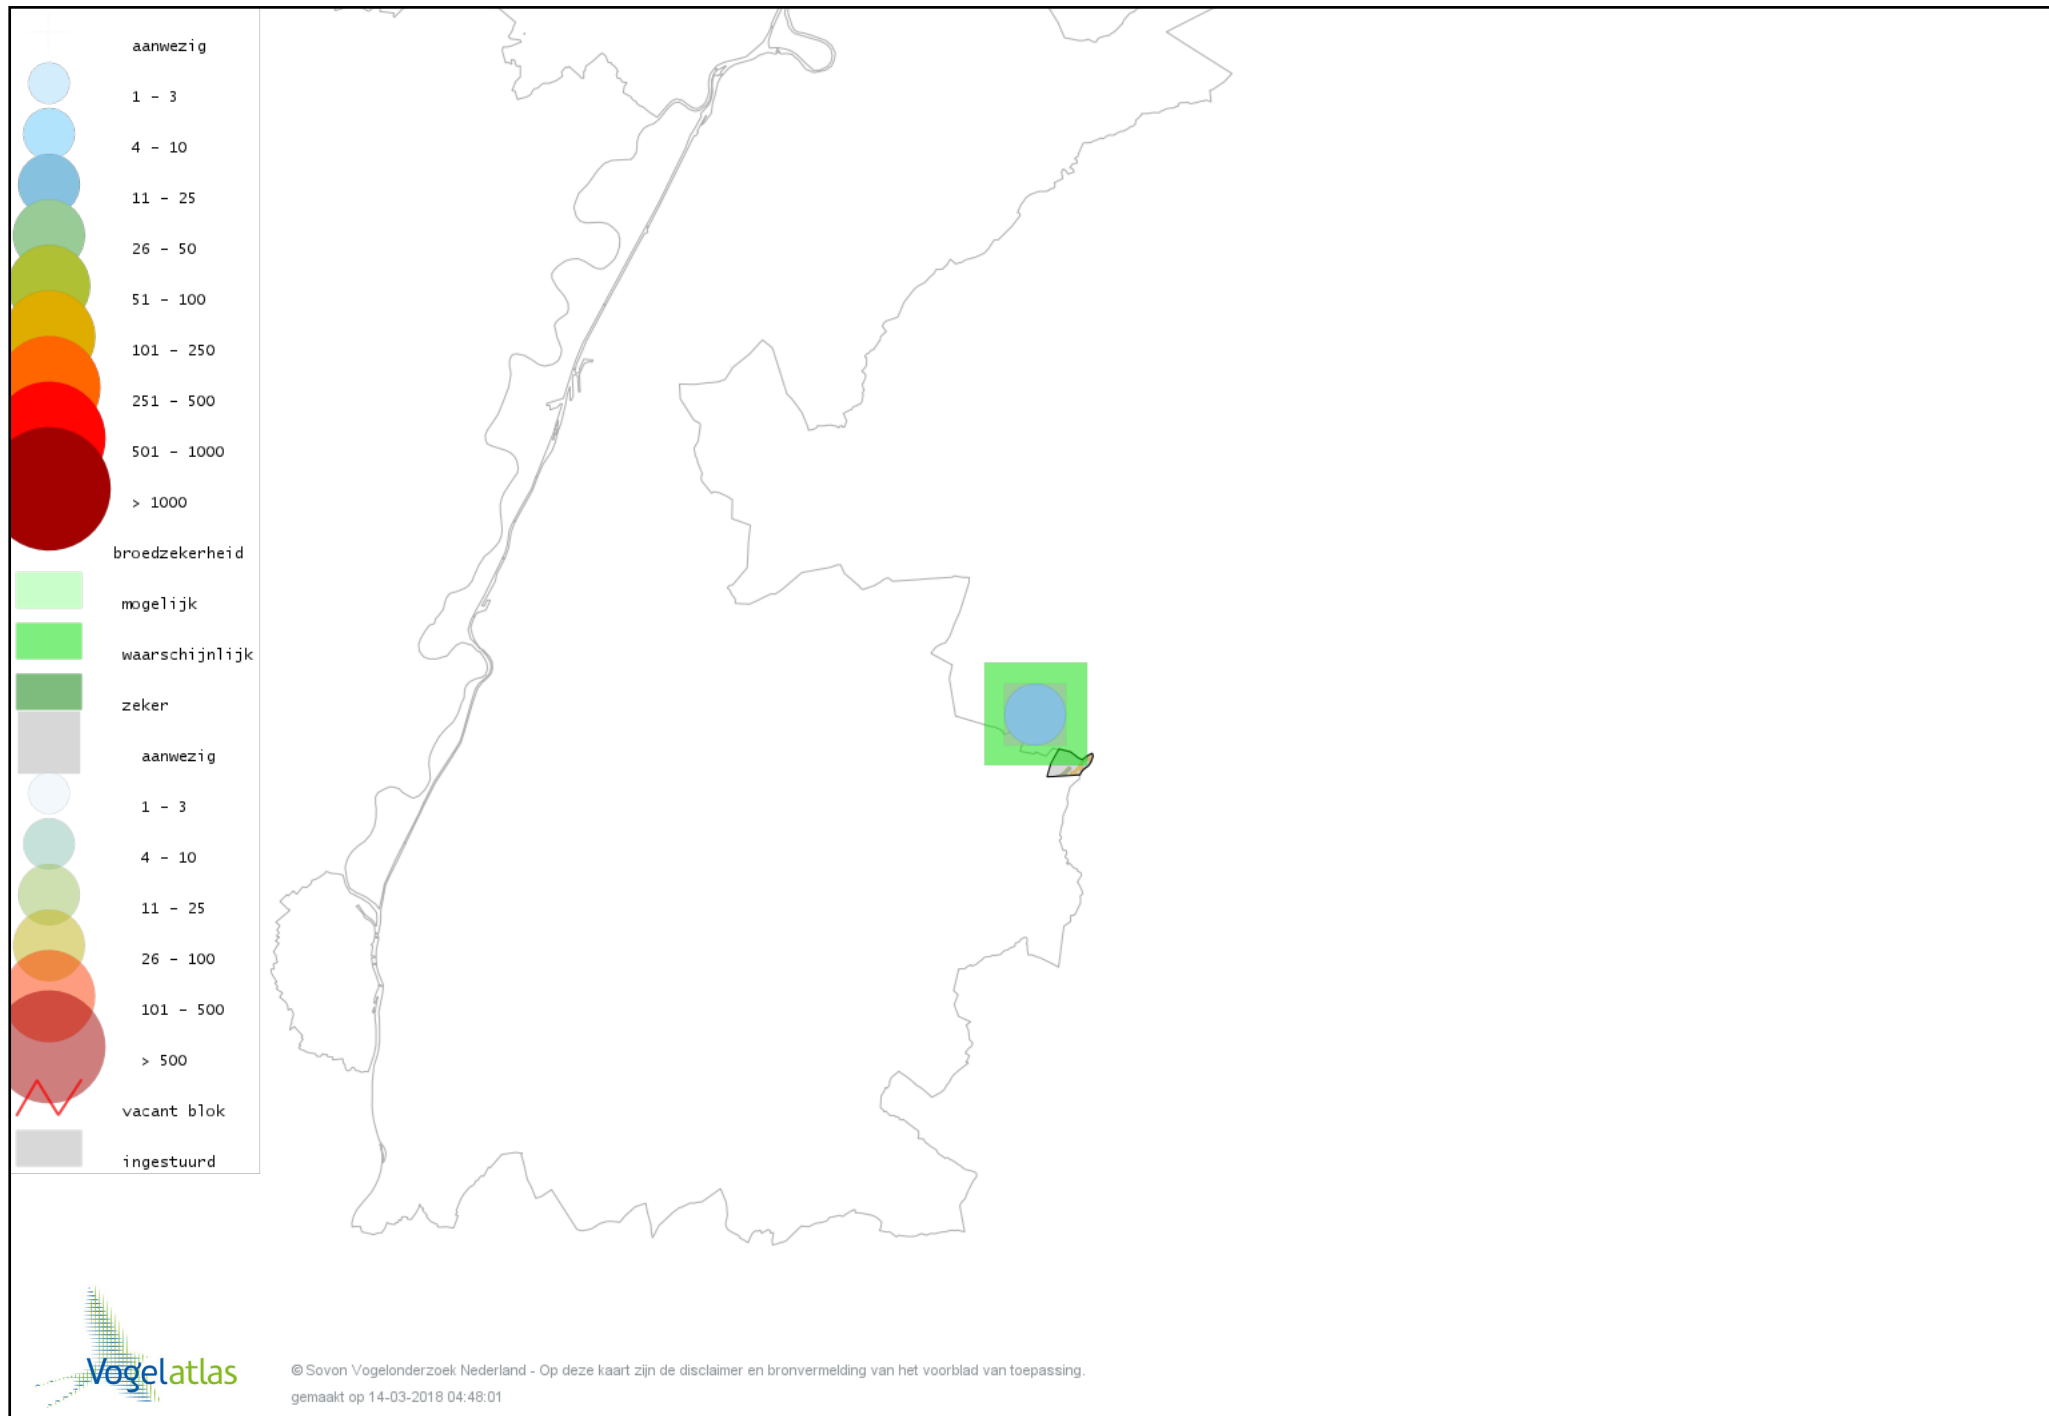 aanwezig
1 - 3
4 - 10
11 - 25
26 - 50
51 - 100
101 - 250
251 - 500
501 - 1000
> 1000
broedzekerheid
mogelijk
waarschijnlijk
zeker
aanwezig
1 - 3
4 - 10
11 - 25
26 - 100
101 - 500
> 500
vacant blok
ingestuurd
Vogelatlas
© Sovon Vogelonderzoek Nederland - Op deze kaart zijn de disclaimer en bronvermelding van het voorblad van toepassing.
gemaakt op 14-03-2018 04:48:01